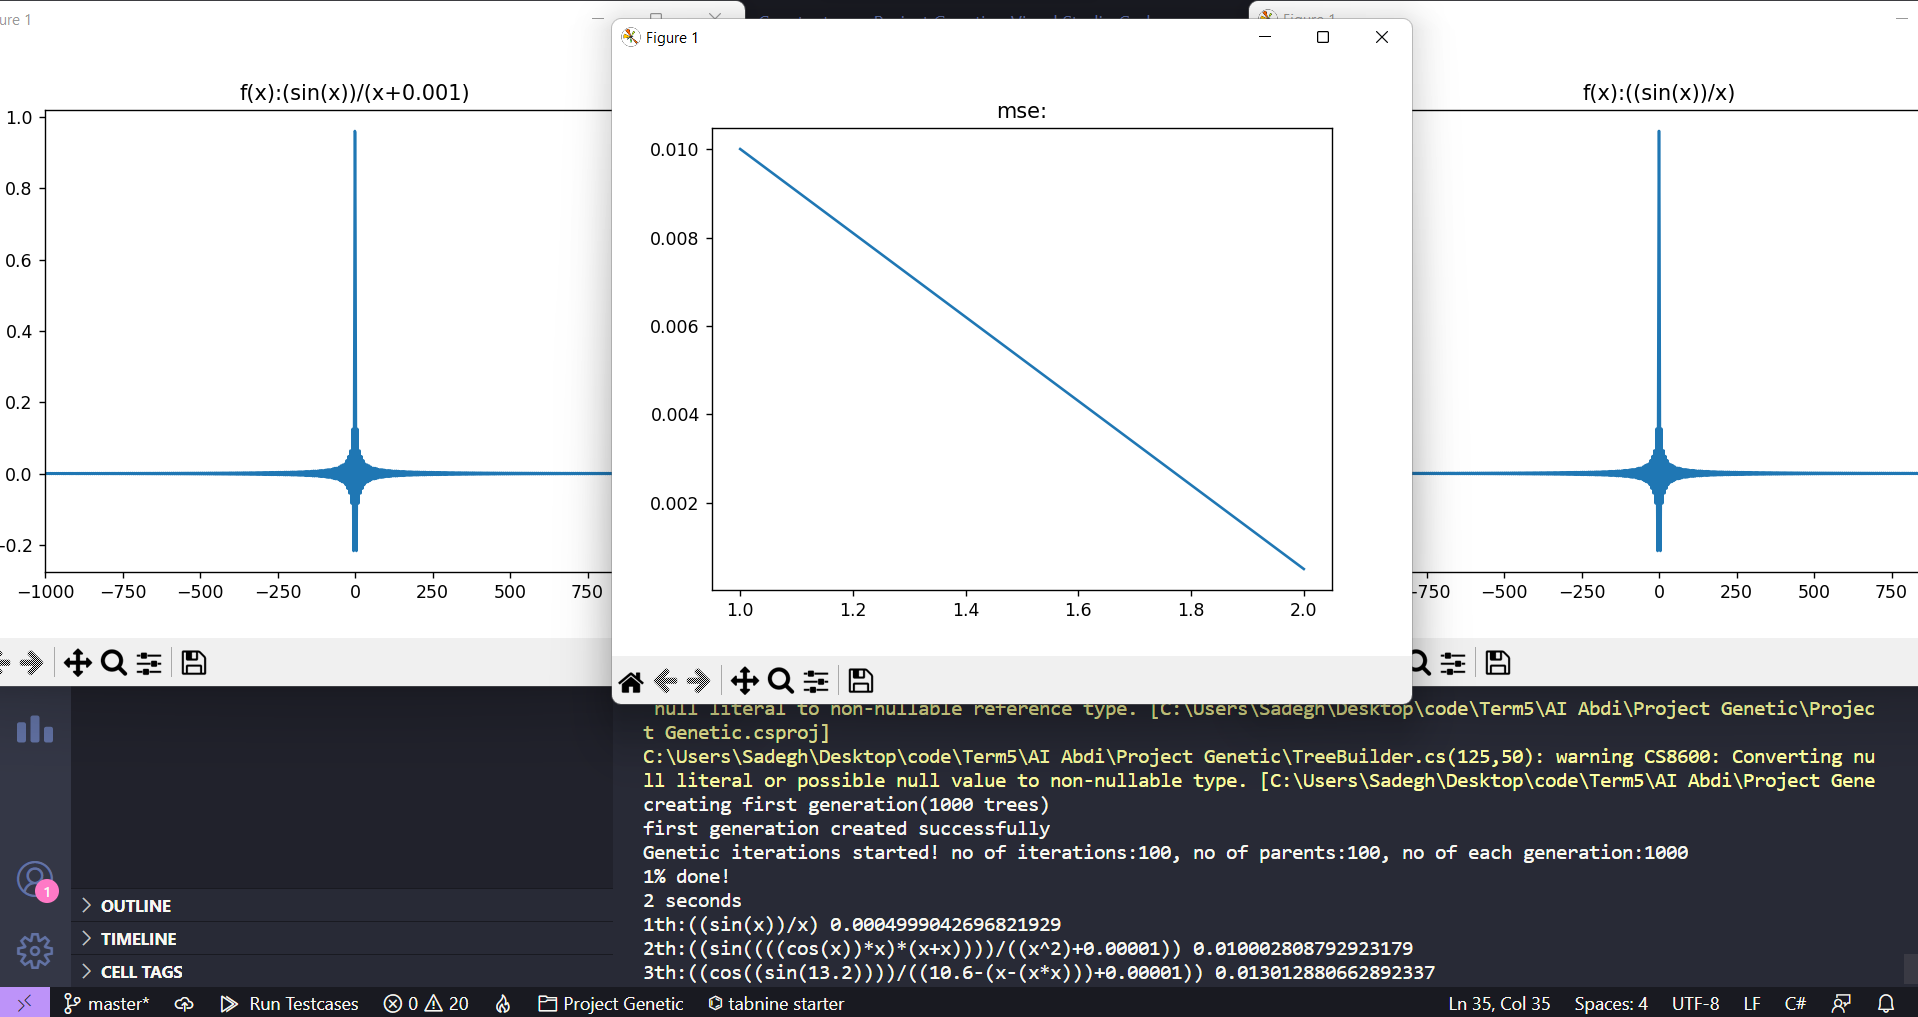 ure 1
Figure 1
Figure 1
f(x):(sin(x))/(x+0.001)
1.0
0.8
0.6
0.4
0.2
0.0
-0.2
−1000 −750 −500 −250 0 250 500 750
mse:
0.010
0.008
0.006
0.004
0.002
1.0 1.2 1.4 1.6 1.8 2.0
f(x):((sin(x))/x)
−750 −500 −250 0 250 500 750
null literal to non-nullable reference type. [C:\Users\Sadegh\Desktop\code\Term5\AI Abdi\Project Genetic\Projec
t Genetic.csproj]
C:\Users\Sadegh\Desktop\code\Term5\AI Abdi\Project Genetic\TreeBuilder.cs(125,50): warning CS8600: Converting nu
ll literal or possible null value to non-nullable type. [C:\Users\Sadegh\Desktop\code\Term5\AI Abdi\Project Gene
creating first generation(1000 trees)
first generation created successfully
Genetic iterations started! no of iterations:100, no of parents:100, no of each generation:1000
1% done!
2 seconds
1th:((sin(x))/x) 0.0004999042696821929
2th:((sin((((cos(x))*x)*(x+x))))/((x^2)+0.00001)) 0.010002808792923179
3th:((cos((sin(13.2))))/((10.6-(x-(x*x)))+0.00001)) 0.013012880662892337
1
OUTLINE
TIMELINE
CELL TAGS
master* Run Testcases 0 20 Project Genetic tabnine starter Ln 35, Col 35 Spaces: 4 UTF-8 LF C#